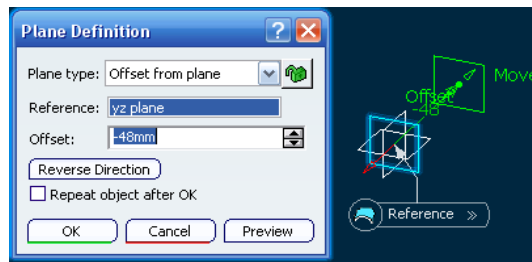 Plane Definition
Plane type: Offset from plane
Reference: yz plane
Offset: -48mm
Reverse Direction
Repeat object after OK
OK Cancel Preview
Move
Offset
-48
Reference »